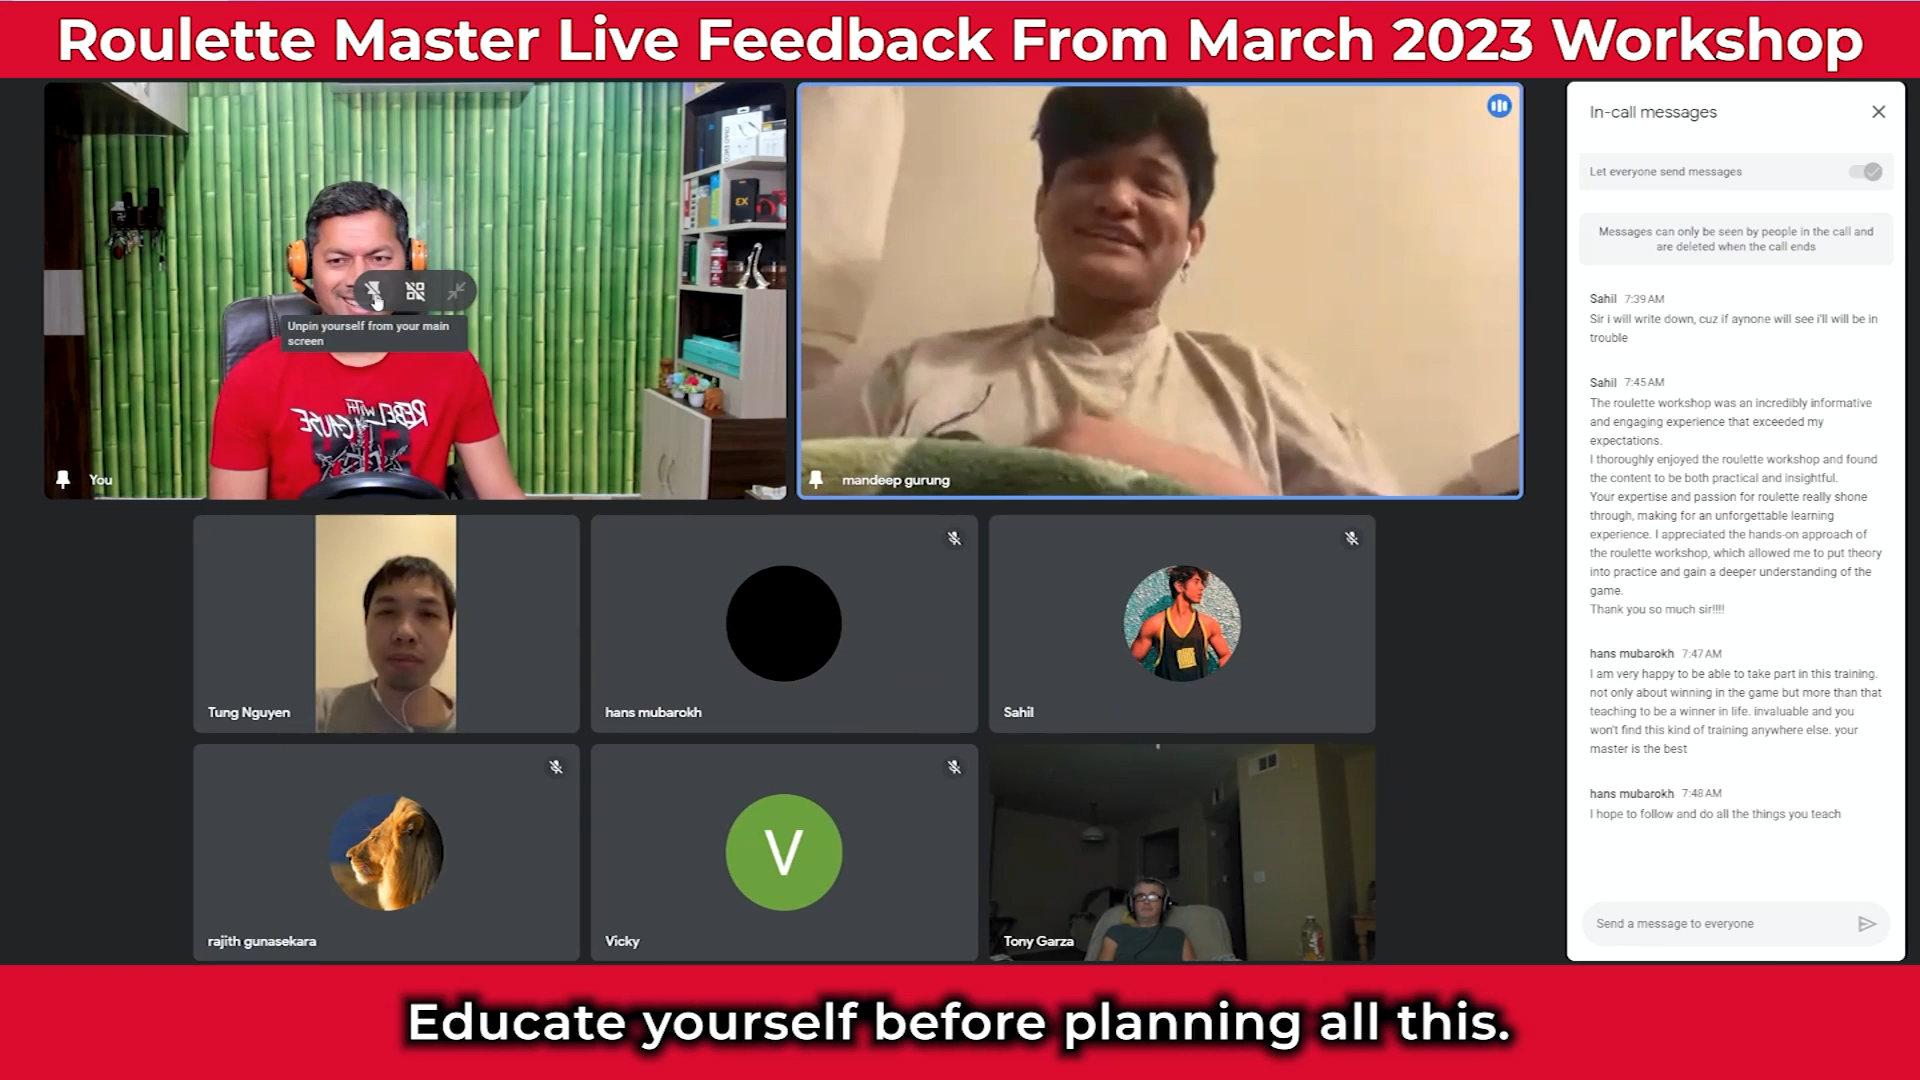 Roulette Master Live Feedback From March 2023 Workshop
EX
Unpin yourself from your main
screen
REBEL WITH
CAUSE
You
mandeep gurung
Tung Nguyen
hans mubarokh
Sahil
rajith gunasekara
V
Vicky
Tony Garza
In-call messages
Let everyone send messages
Messages can only be seen by people in the call and
are deleted when the call ends
Sahil 7:39 AM
Sir i will write down, cuz if aynone will see i'll will be in
trouble
Sahil 7:45 AM
The roulette workshop was an incredibly informative
and engaging experience that exceeded my
expectations.
I thoroughly enjoyed the roulette workshop and found
the content to be both practical and insightful.
Your expertise and passion for roulette really shone
through, making for an unforgettable learning
experience. I appreciated the hands-on approach of
the roulette workshop, which allowed me to put theory
into practice and gain a deeper understanding of the
game.
Thank you so much sir!!!!
hans mubarokh 7:47 AM
I am very happy to be able to take part in this training.
not only about winning in the game but more than that
teaching to be a winner in life. invaluable and you
won't find this kind of training anywhere else. your
master is the best
hans mubarokh 7:48 AM
I hope to follow and do all the things you teach
Send a message to everyone
Educate yourself before planning all this.